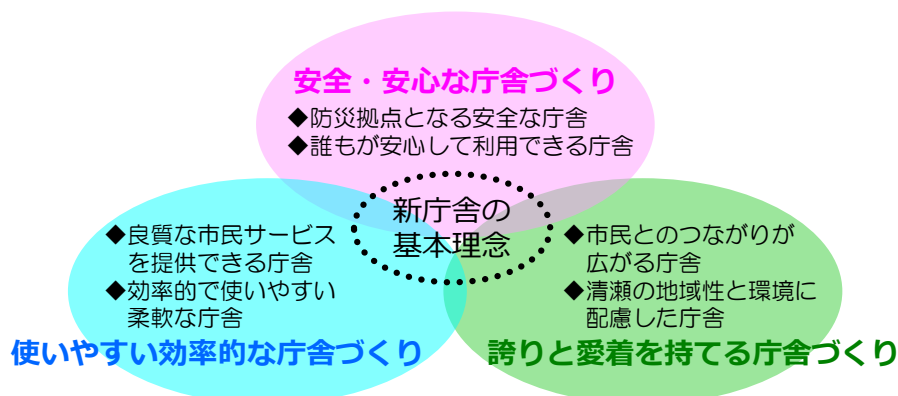 安全・安心な庁舎づくり
◆防災拠点となる安全な庁舎
◆誰もが安心して利用できる庁舎
新庁舎の
基本理念
◆良質な市民サービス
を提供できる庁舎
◆効率的で使いやすい
柔軟な庁舎
使いやすい効率的な庁舎づくり
◆市民とのつながりが
広がる庁舎
◆清瀬の地域性と環境に
配慮した庁舎
誇りと愛着を持てる庁舎づくり